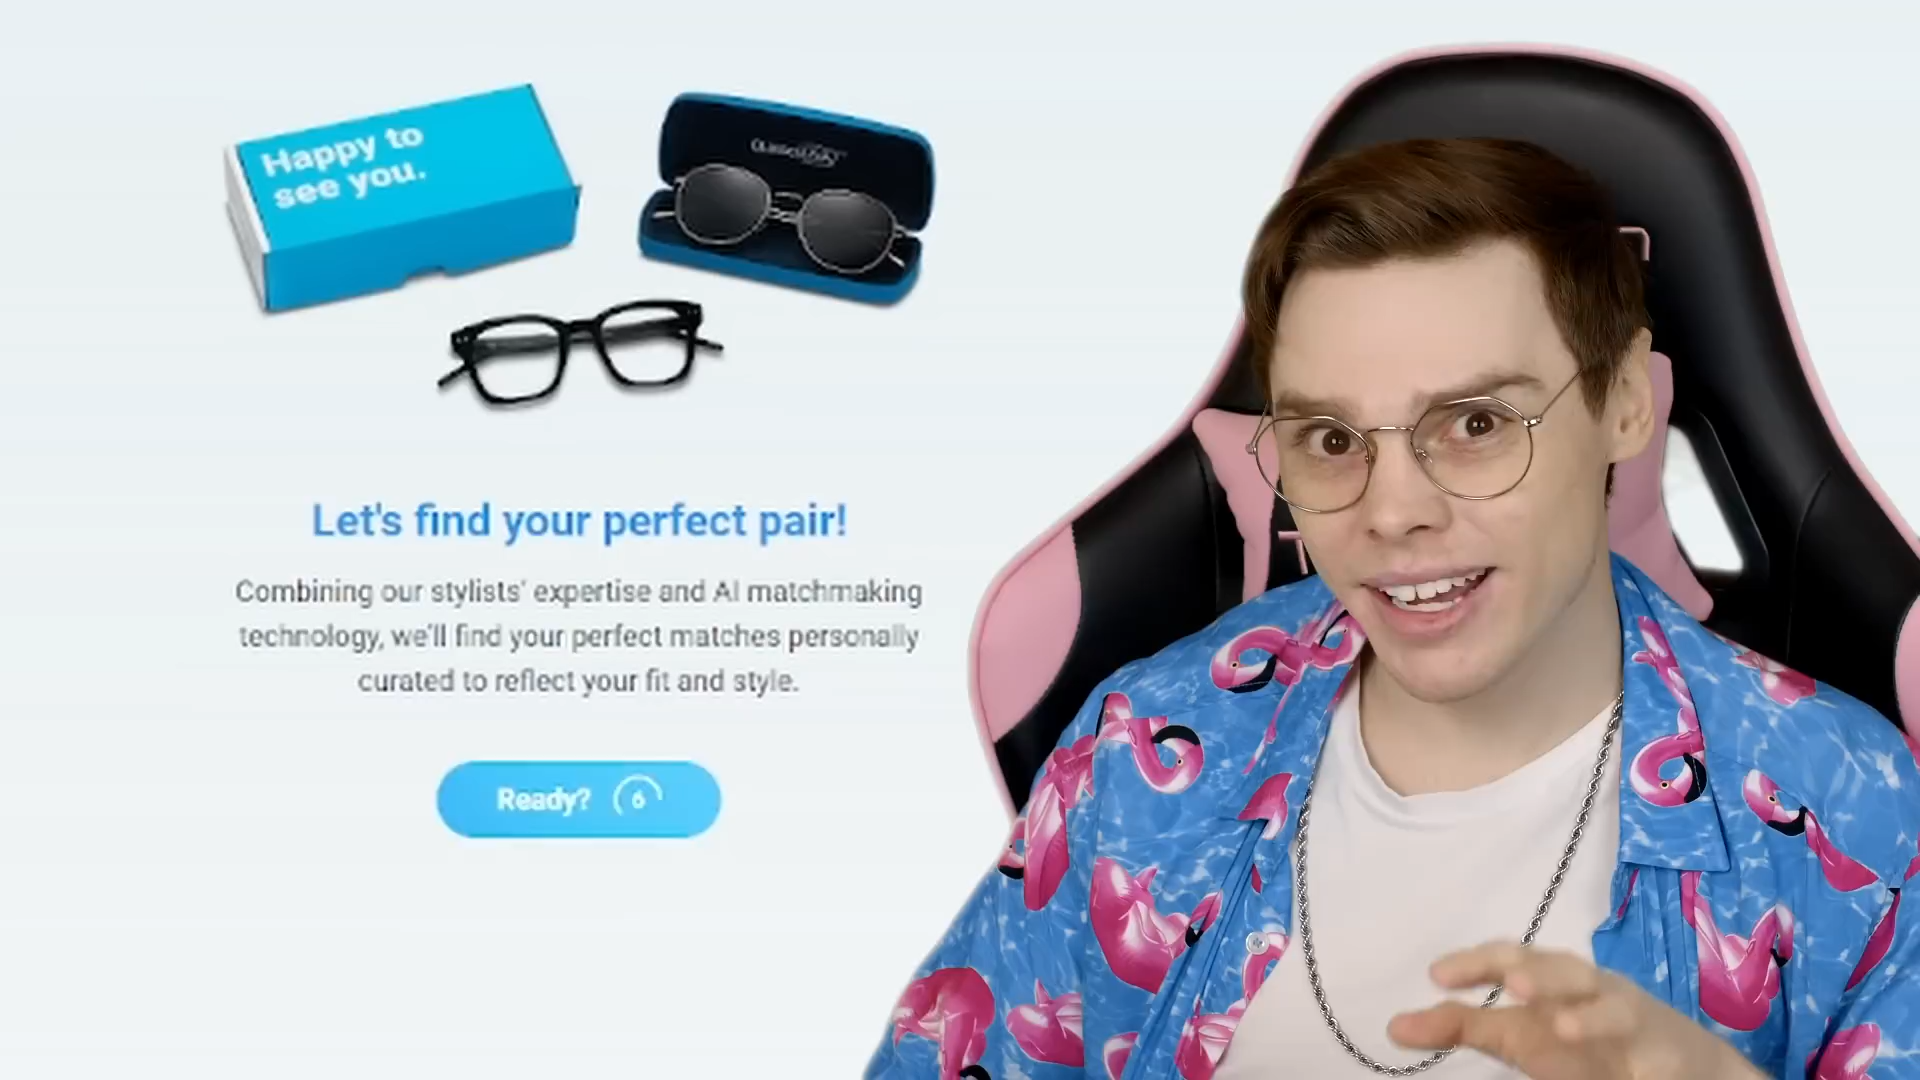 Happy to
see you.
Let's find your perfect pair!
Combining our stylists' expertise and AI matchmaking
technology, we'll find your perfect matches personally
curated to reflect your fit and style.
Ready? 6